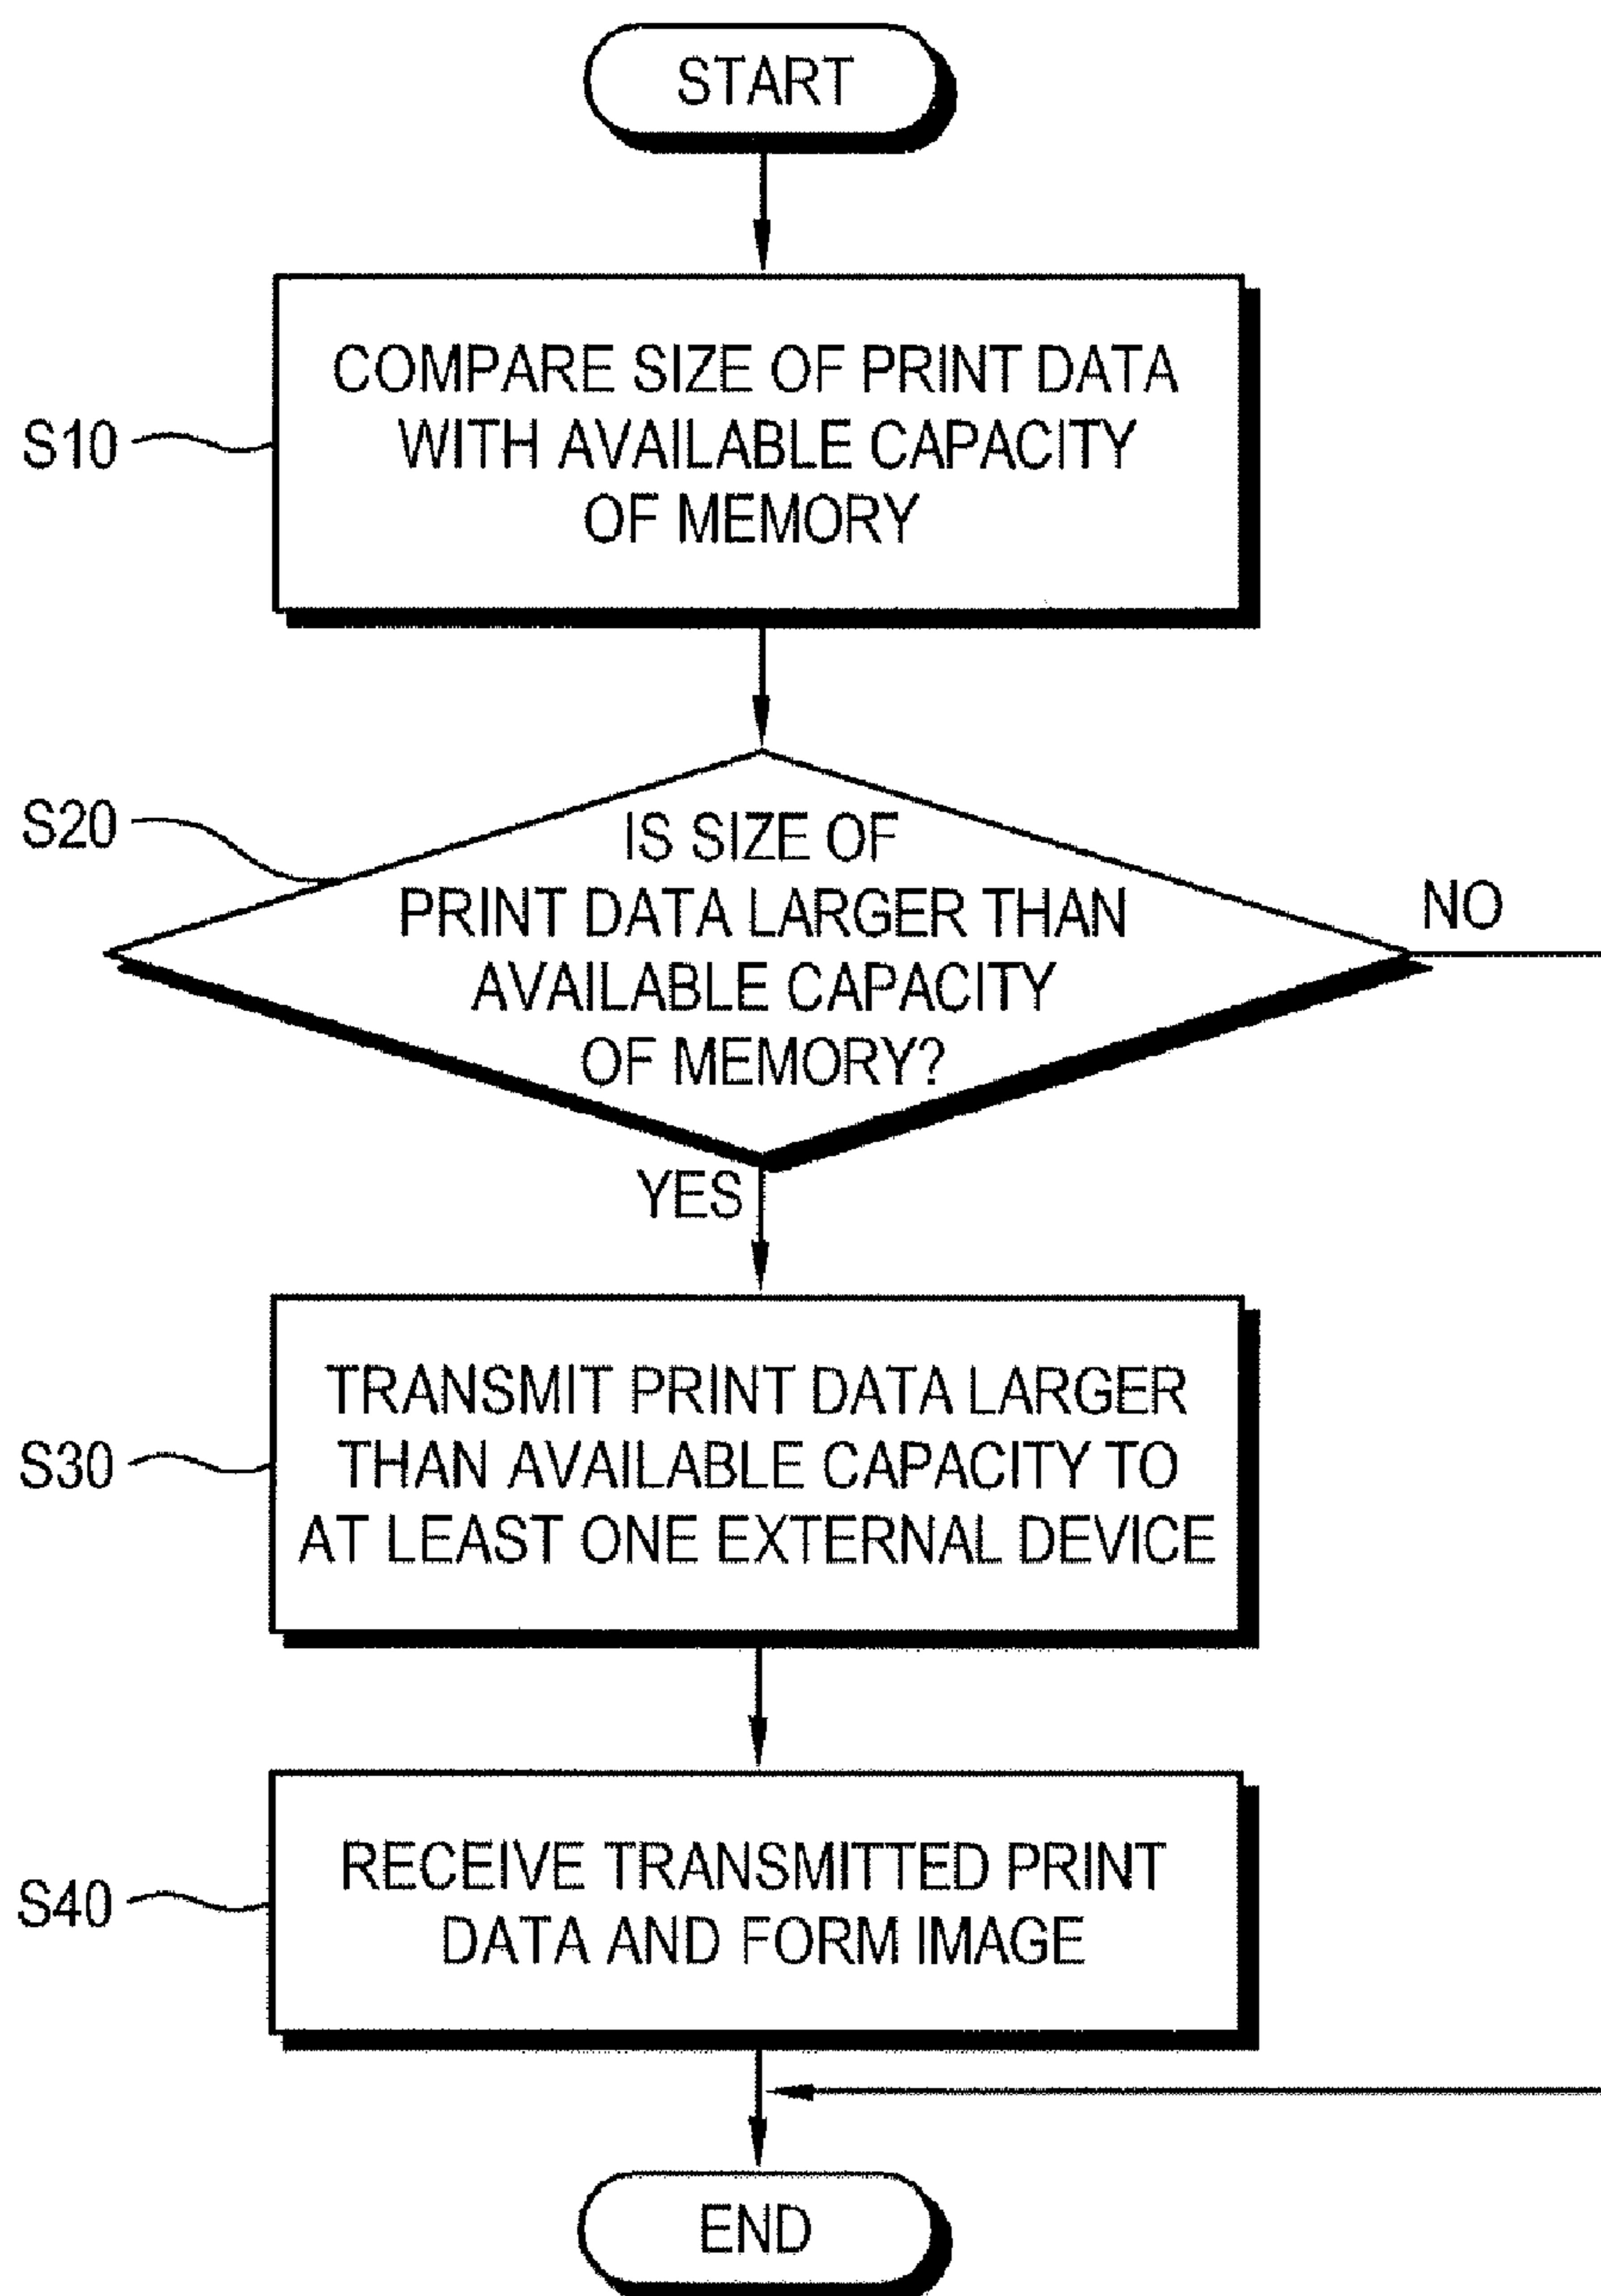 START
S10
COMPARE SIZE OF PRINT DATA
WITH AVAILABLE CAPACITY
OF MEMORY
S20
IS SIZE OF
PRINT DATA LARGER THAN
AVAILABLE CAPACITY
OF MEMORY?
NO
YES
S30
TRANSMIT PRINT DATA LARGER
THAN AVAILABLE CAPACITY TO
AT LEAST ONE EXTERNAL DEVICE
S40
RECEIVE TRANSMITTED PRINT
DATA AND FORM IMAGE
END